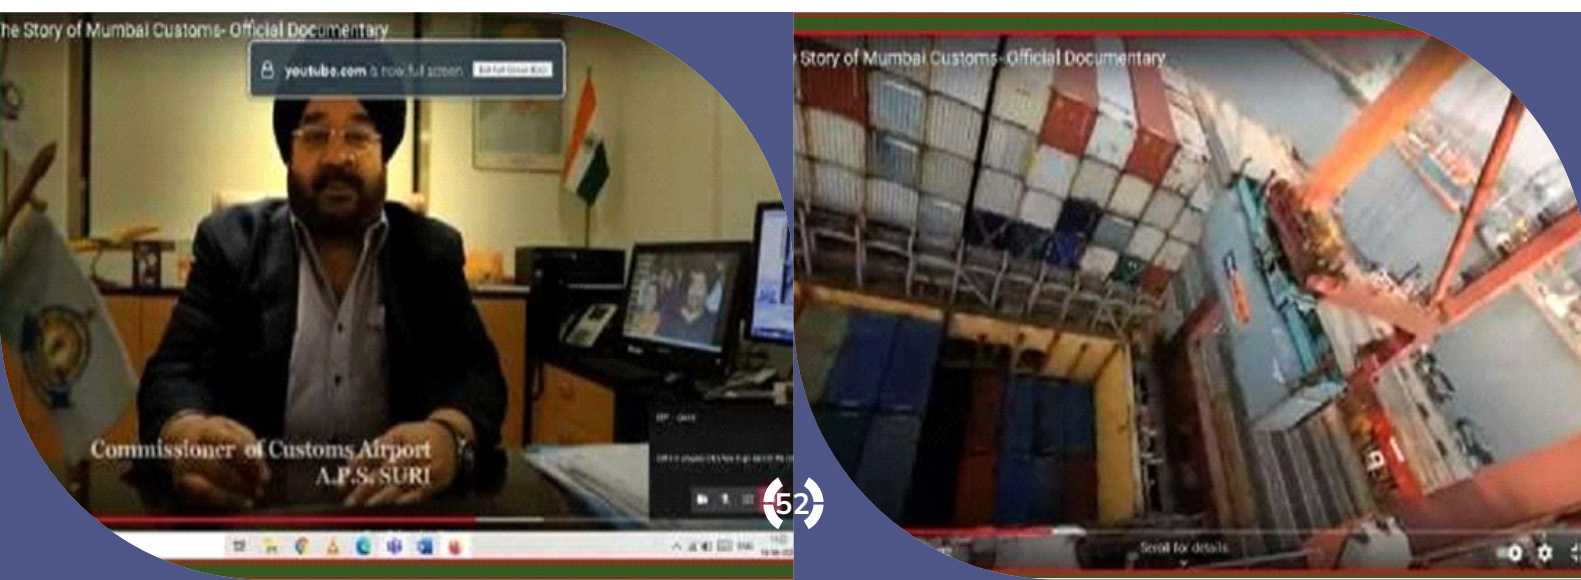 he Story of Mumbai Customs- Official Documentary
youtube.com is now full screen
Commissioner of Customs Airport
A.P.S. SURI
52
Story of Mumbai Customs- Official Documentary
Scroll for details